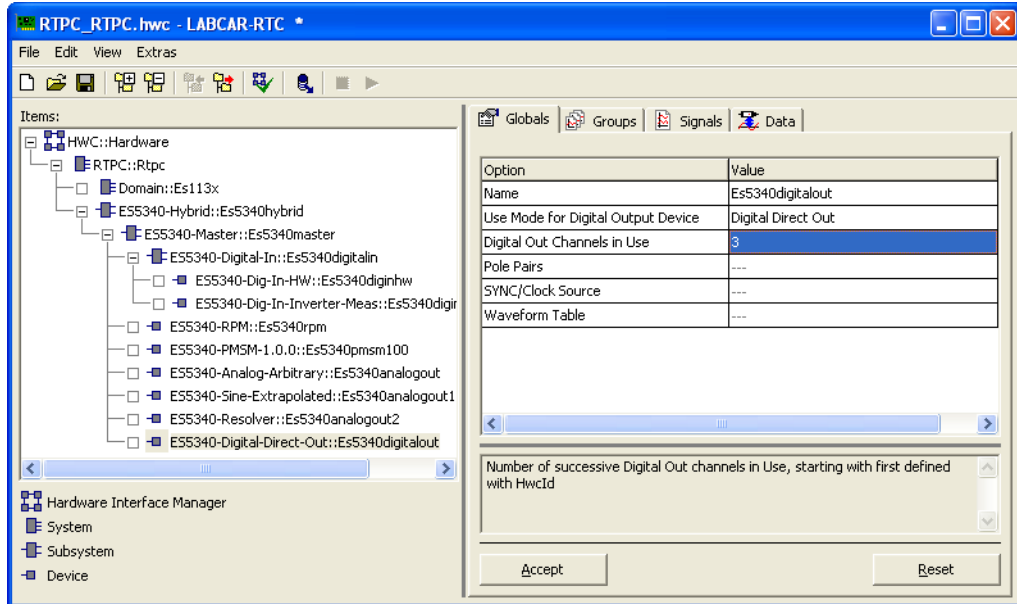 RTPC_RTPC.hwc - LABCAR-RTC *
File Edit View Extras
Items:
HWC::Hardware
RTPC::Rtpc
Domain::Es113x
ES5340-Hybrid::Es5340hybrid
ES5340-Master::Es5340master
ES5340-Digital-In::Es5340digitalin
ES5340-Dig-In-HW::Es5340diginhw
ES5340-Dig-In-Inverter-Meas::Es5340digir
ES5340-RPM::Es5340rpm
ES5340-PMSM-1.0.0::Es5340pmsm100
ES5340-Analog-Arbitrary::Es5340analogout
ES5340-Sine-Extrapolated::Es5340analogout1
ES5340-Resolver::Es5340analogout2
ES5340-Digital-Direct-Out::Es5340digitalout
Hardware Interface Manager
System
Subsystem
Device
Globals Groups Signals Data
Option Value
Name Es5340digitalout
Use Mode for Digital Output Device Digital Direct Out
Digital Out Channels in Use 3
Pole Pairs ---
SYNC/Clock Source ---
Waveform Table ---
Number of successive Digital Out channels in Use, starting with first defined
with HwcId
Accept Reset